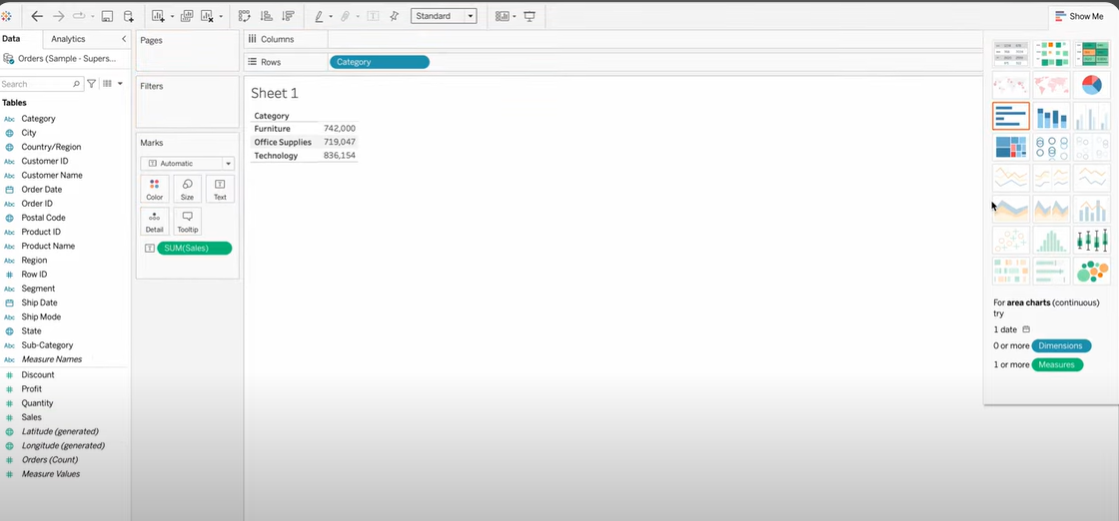 Standard
Show Me
Data
Analytics
Pages
Columns
Orders (Sample - Supers...
Rows
Category
Search
Filters
Sheet 1
Tables
Category
City
Country/Region
Customer ID
Customer Name
Order Date
Order ID
Postal Code
Product ID
Product Name
Region
Row ID
Segment
Ship Date
Ship Mode
State
Sub-Category
Measure Names
Discount
Profit
Quantity
Sales
Latitude (generated)
Longitude (generated)
Orders (Count)
Measure Values
Marks
Automatic
Color
Size
Text
Detail
Tooltip
SUM(Sales)
Category
Furniture 742,000
Office Supplies 719,047
Technology 836,154
For area charts (continuous)
try
1 date
0 or more Dimensions
1 or more Measures